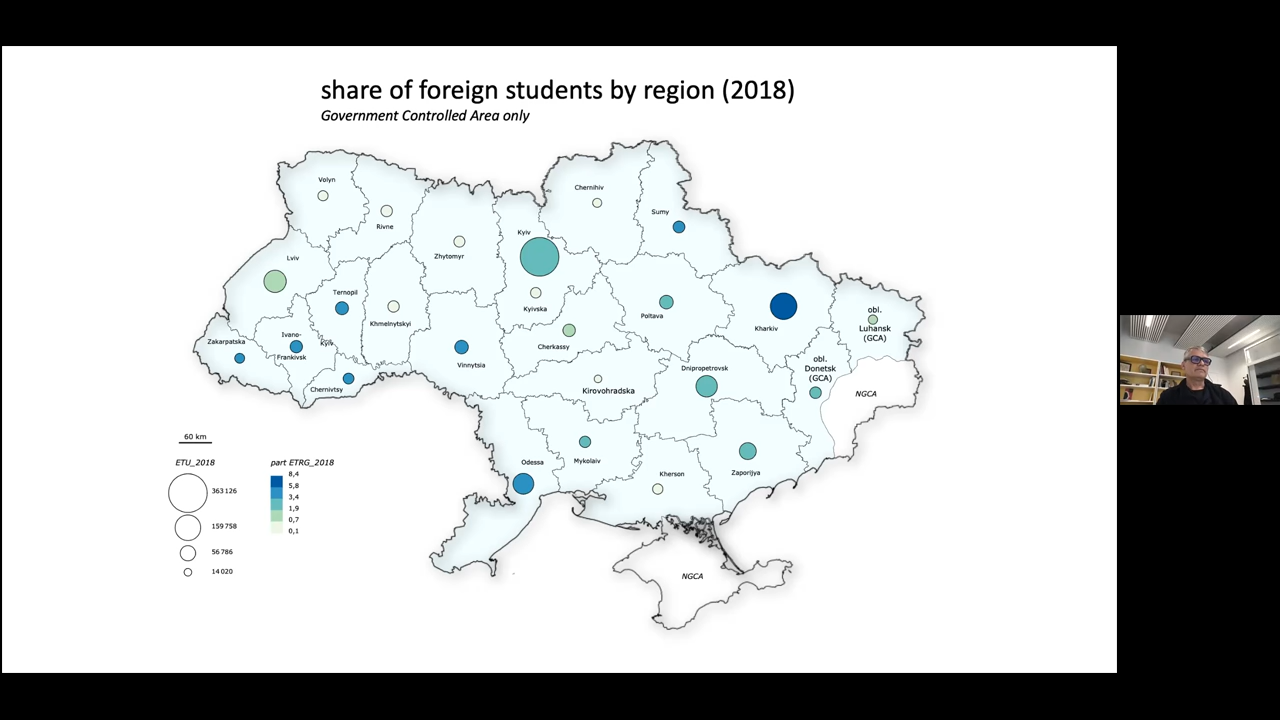 share of foreign students by region (2018)
Government Controlled Area only
Volyn
Rivne
Zhytomyr
Kyiv
Chernihiv
Sumy
Lviv
Ternopil
Khmelnytskyi
Kyivska
Cherkassy
Poltava
Kharkiv
obl.
Luhansk
(GCA)
Zakarpatska
Ivano-
Frankivsk
Kyiv
Chernivtsy
Vinnytsia
Kirovohradska
Dnipropetrovsk
obl.
Donetsk
(GCA)
NGCA
Odessa
Mykolaiv
Kherson
Zaporijya
NGCA
60 km
ETU_2018
363 126
159 758
56 786
14 020
part ETRG_2018
8,4
5,8
3,4
1,9
0,7
0,1